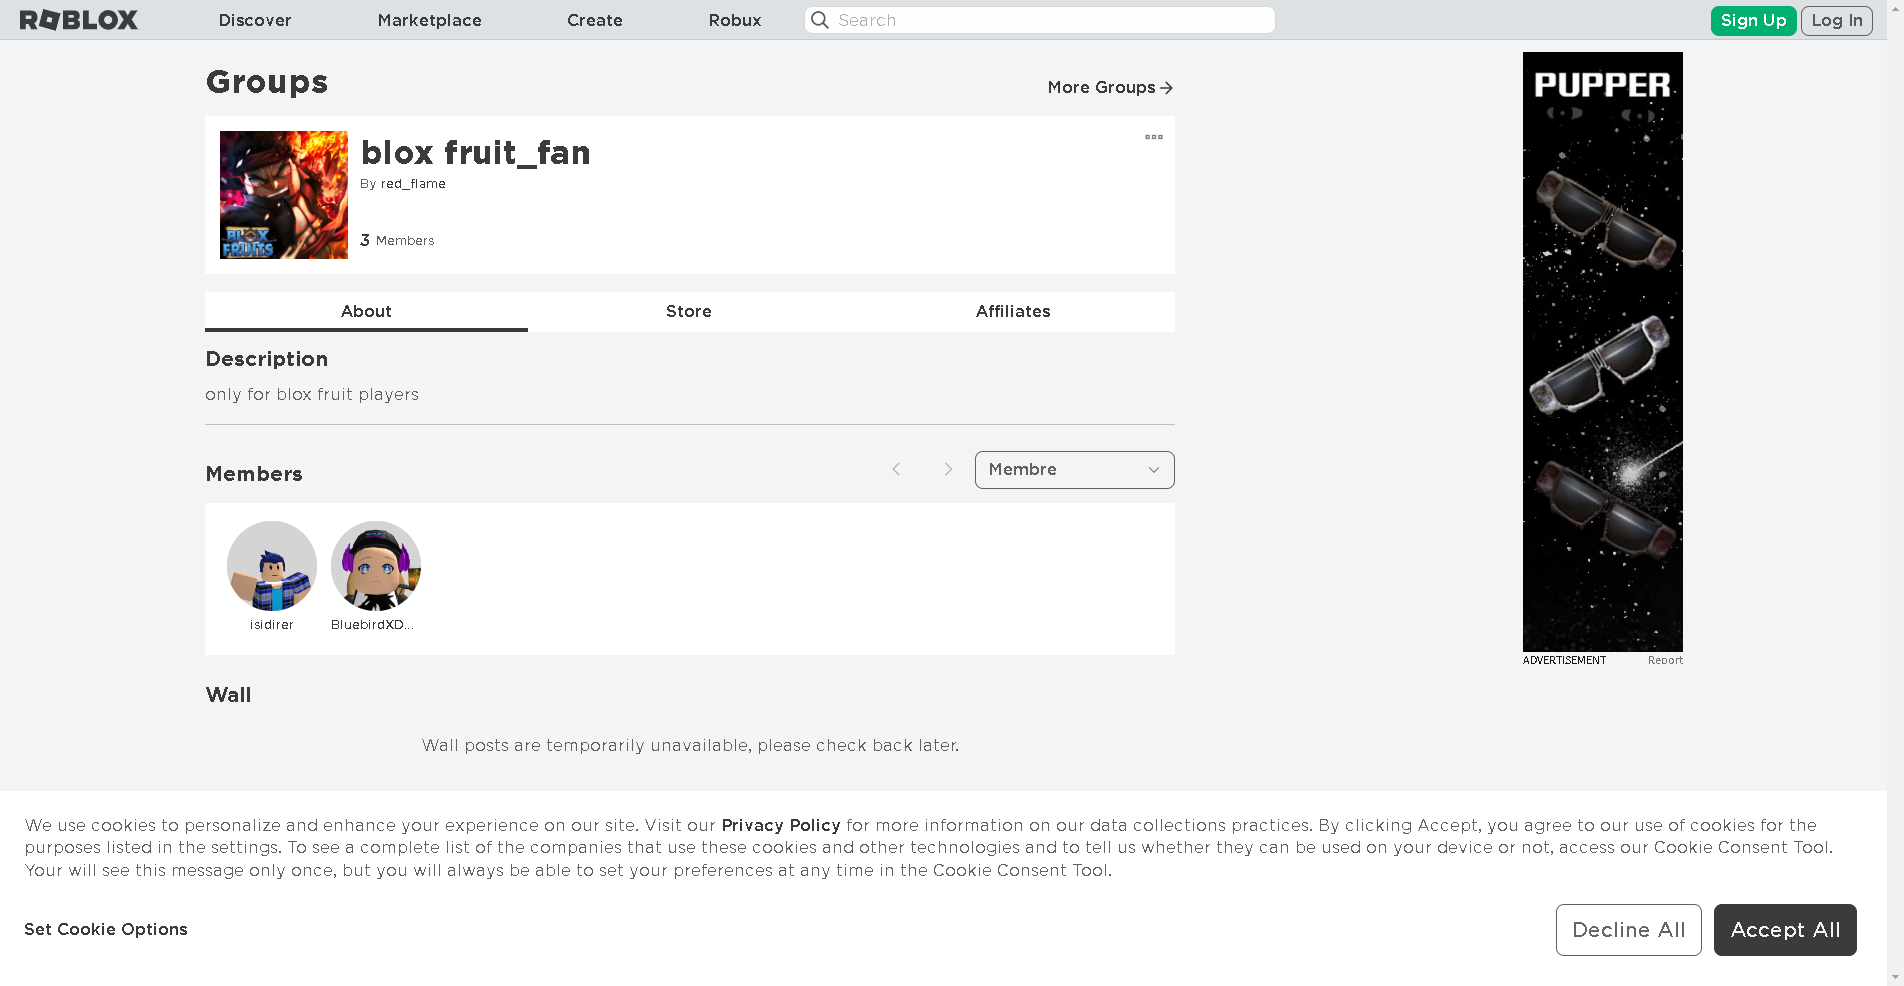 ROBLOX Discover Marketplace Create Robux Search Sign Up Log In
Groups
More Groups
blox fruit_fan
By red_flame
3 Members
BLOX
FRUITS
About Store Affiliates
Description
only for blox fruit players
Members
Membre
isidirer BluebirdXD...
Wall
Wall posts are temporarily unavailable, please check back later.
PUPPER
ADVERTISEMENT Report
We use cookies to personalize and enhance your experience on our site. Visit our Privacy Policy for more information on our data collections practices. By clicking Accept, you agree to our use of cookies for the
purposes listed in the settings. To see a complete list of the companies that use these cookies and other technologies and to tell us whether they can be used on your device or not, access our Cookie Consent Tool.
Your will see this message only once, but you will always be able to set your preferences at any time in the Cookie Consent Tool.
Set Cookie Options
Decline All
Accept All